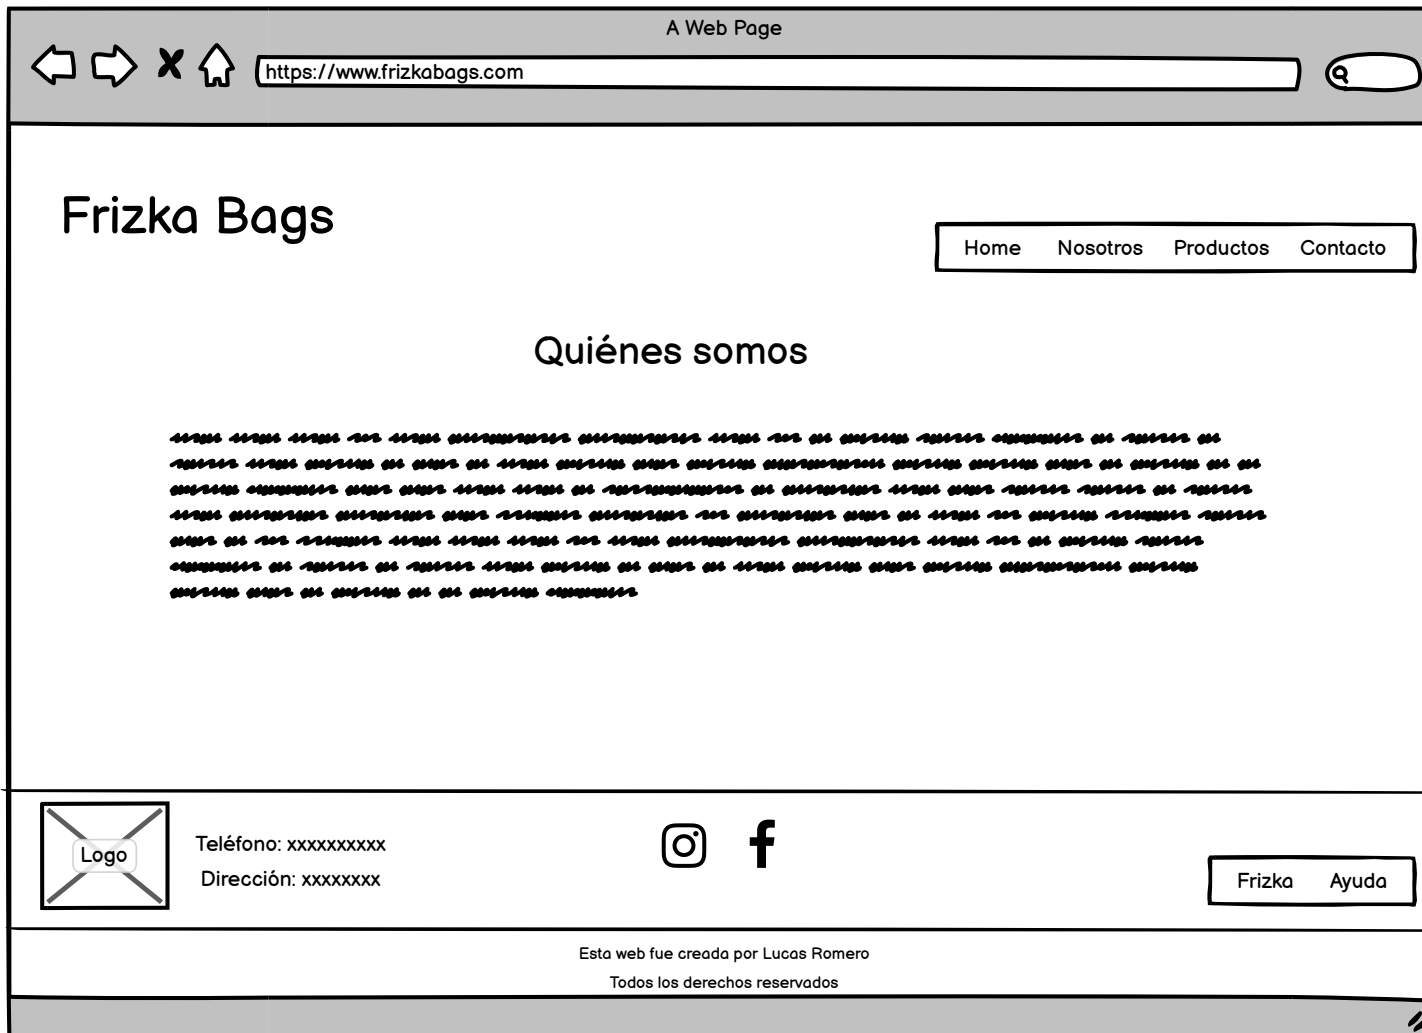 A Web Page
https://www.frizkabags.com
Frizka Bags
Home Nosotros Productos Contacto
Quiénes somos
Logo
Teléfono: xxxxxxxxxx
Dirección: xxxxxxxx
Frizka Ayuda
Esta web fue creada por Lucas Romero
Todos los derechos reservados